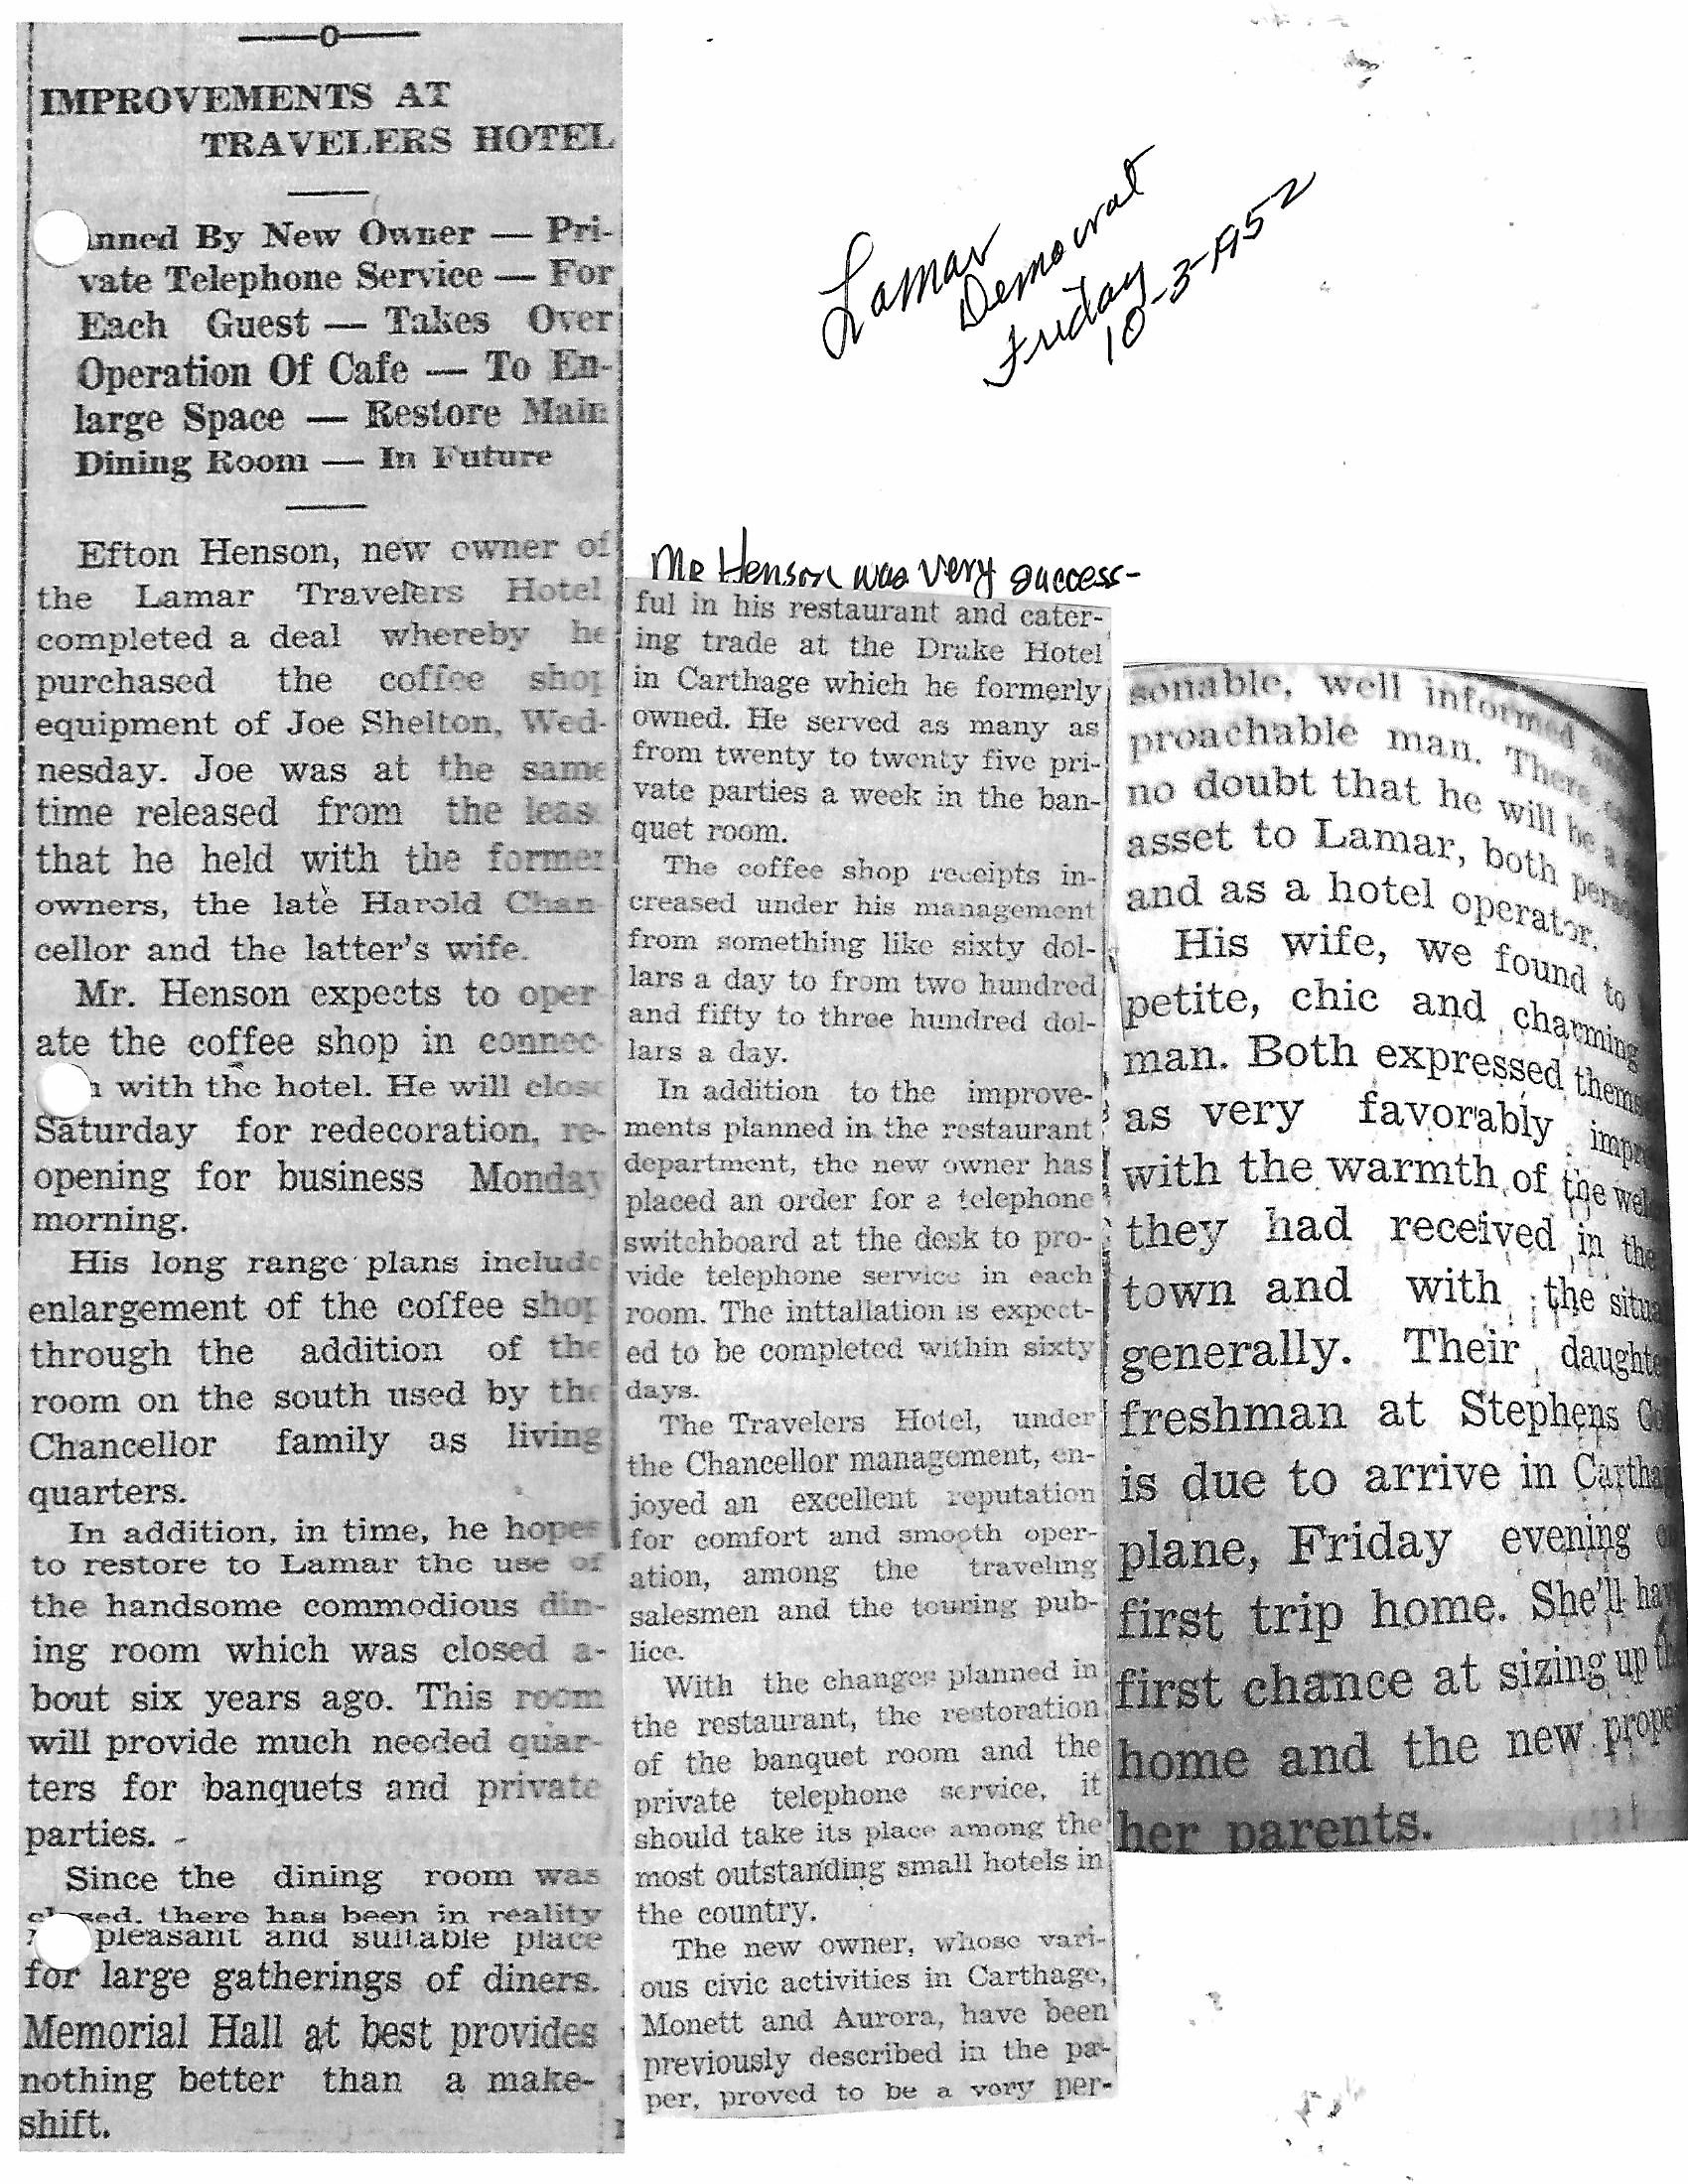 IMPROVEMENTS AT
TRAVELERS HOTEL
nned By New Owner — Pri-
vate Telephone Service — For
Each Guest — Takes Over
Operation Of Cafe — To En-
large Space — Restore Main
Dining Room — In Future
Efton Henson, new owner of
the Lamar Travelers Hotel
completed a deal whereby he
purchased the coffee shop
equipment of Joe Shelton, Wed-
nesday. Joe was at the same
time released from the leas
that he held with the former
owners, the late Harold Chan
cellor and the latter's wife.
Mr. Henson expects to oper
ate the coffee shop in connec-
n with the hotel. He will close
Saturday for redecoration, re-
opening for business Monday
morning.
His long range plans include
enlargement of the coffee shop
through the addition of the
room on the south used by the
Chancellor family as living
quarters.
In addition, in time, he hopes
to restore to Lamar the use of
the handsome commodious din-
ing room which was closed a-
bout six years ago. This room
will provide much needed quar-
ters for banquets and private
parties.
Since the dining room was
closed, there has been in reality
pleasant and suitable place
for large gatherings of diners.
Memorial Hall at best provides
nothing better than a make-
shift.
Lamar
Democrat
Friday
10-3-1952
Mr Henson was very success-
ful in his restaurant and cater-
ing trade at the Drake Hotel
in Carthage which he formerly
owned. He served as many as
from twenty to twenty five pri-
vate parties a week in the ban-
quet room.
The coffee shop receipts in-
creased under his management
from something like sixty dol-
lars a day to from two hundred
and fifty to three hundred dol-
lars a day.
In addition to the improve-
ments planned in the restaurant
department, the new owner has
placed an order for a telephone
switchboard at the desk to pro-
vide telephone service in each
room. The inttallation is expect-
ed to be completed within sixty
days.
The Travelers Hotel, under
the Chancellor management, en-
joyed an excellent reputation
for comfort and smooth oper-
ation, among the traveling
salesmen and the touring pub-
lice.
With the changes planned in
the restaurant, the restoration
of the banquet room and the
private telephone service, it
should take its place among the
most outstanding small hotels in
the country.
The new owner, whose vari-
ous civic activities in Carthage,
Monett and Aurora, have been
previously described in the pa-
per, proved to be a very per-
sonable, well informed
proachable man. There
no doubt that he will be a
asset to Lamar, both
and as a hotel operator.
His wife, we found to
petite, chic and charming
man. Both expressed thems
as very favorably impr
with the warmth of the wel
they had received in the
town and with the situa
generally. Their daughte
freshman at Stephens Co
is due to arrive in Cartha
plane, Friday evening
first trip home. She'll hav
first chance at sizing up th
home and the new prope
her parents.